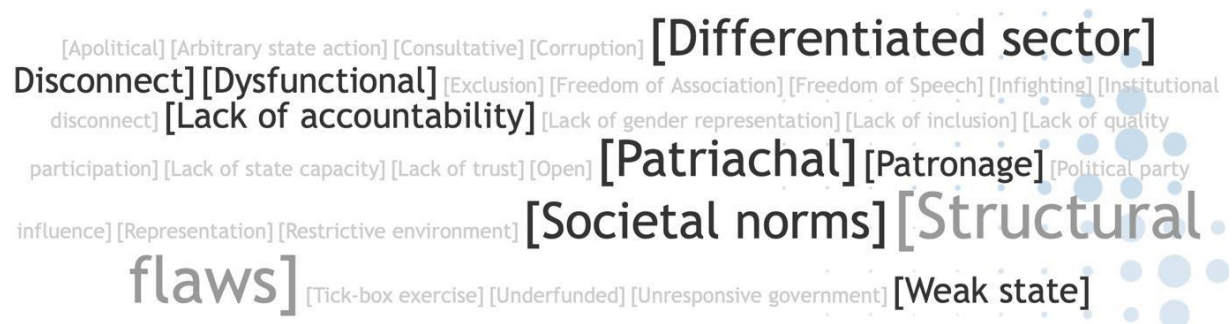 [Apolitical] [Arbitrary state action] [Consultative] [Corruption] [Differentiated sector]
Disconnect] [Dysfunctional] [Exclusion] [Freedom of Association] [Freedom of Speech] [Infighting] [Institutional
disconnect] [Lack of accountability] [Lack of gender representation] [Lack of inclusion] [Lack of quality
participation] [Lack of state capacity] [Lack of trust] [Open] [Patriachal] [Patronage] [Political party
influence] [Representation] [Restrictive environment] [Societal norms] [Structural
flaws] [Tick-box exercise] [Underfunded] [Unresponsive government] [Weak state]